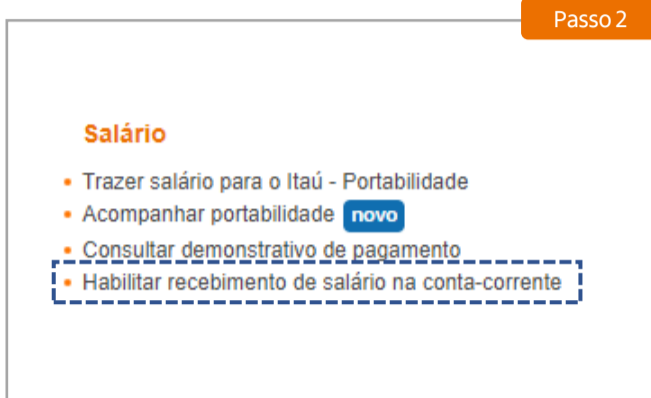 Passo 2
Salário
Trazer salário para o Itaú - Portabilidade
Acompanhar portabilidade novo
Consultar demonstrativo de pagamento
Habilitar recebimento de salário na conta-corrente